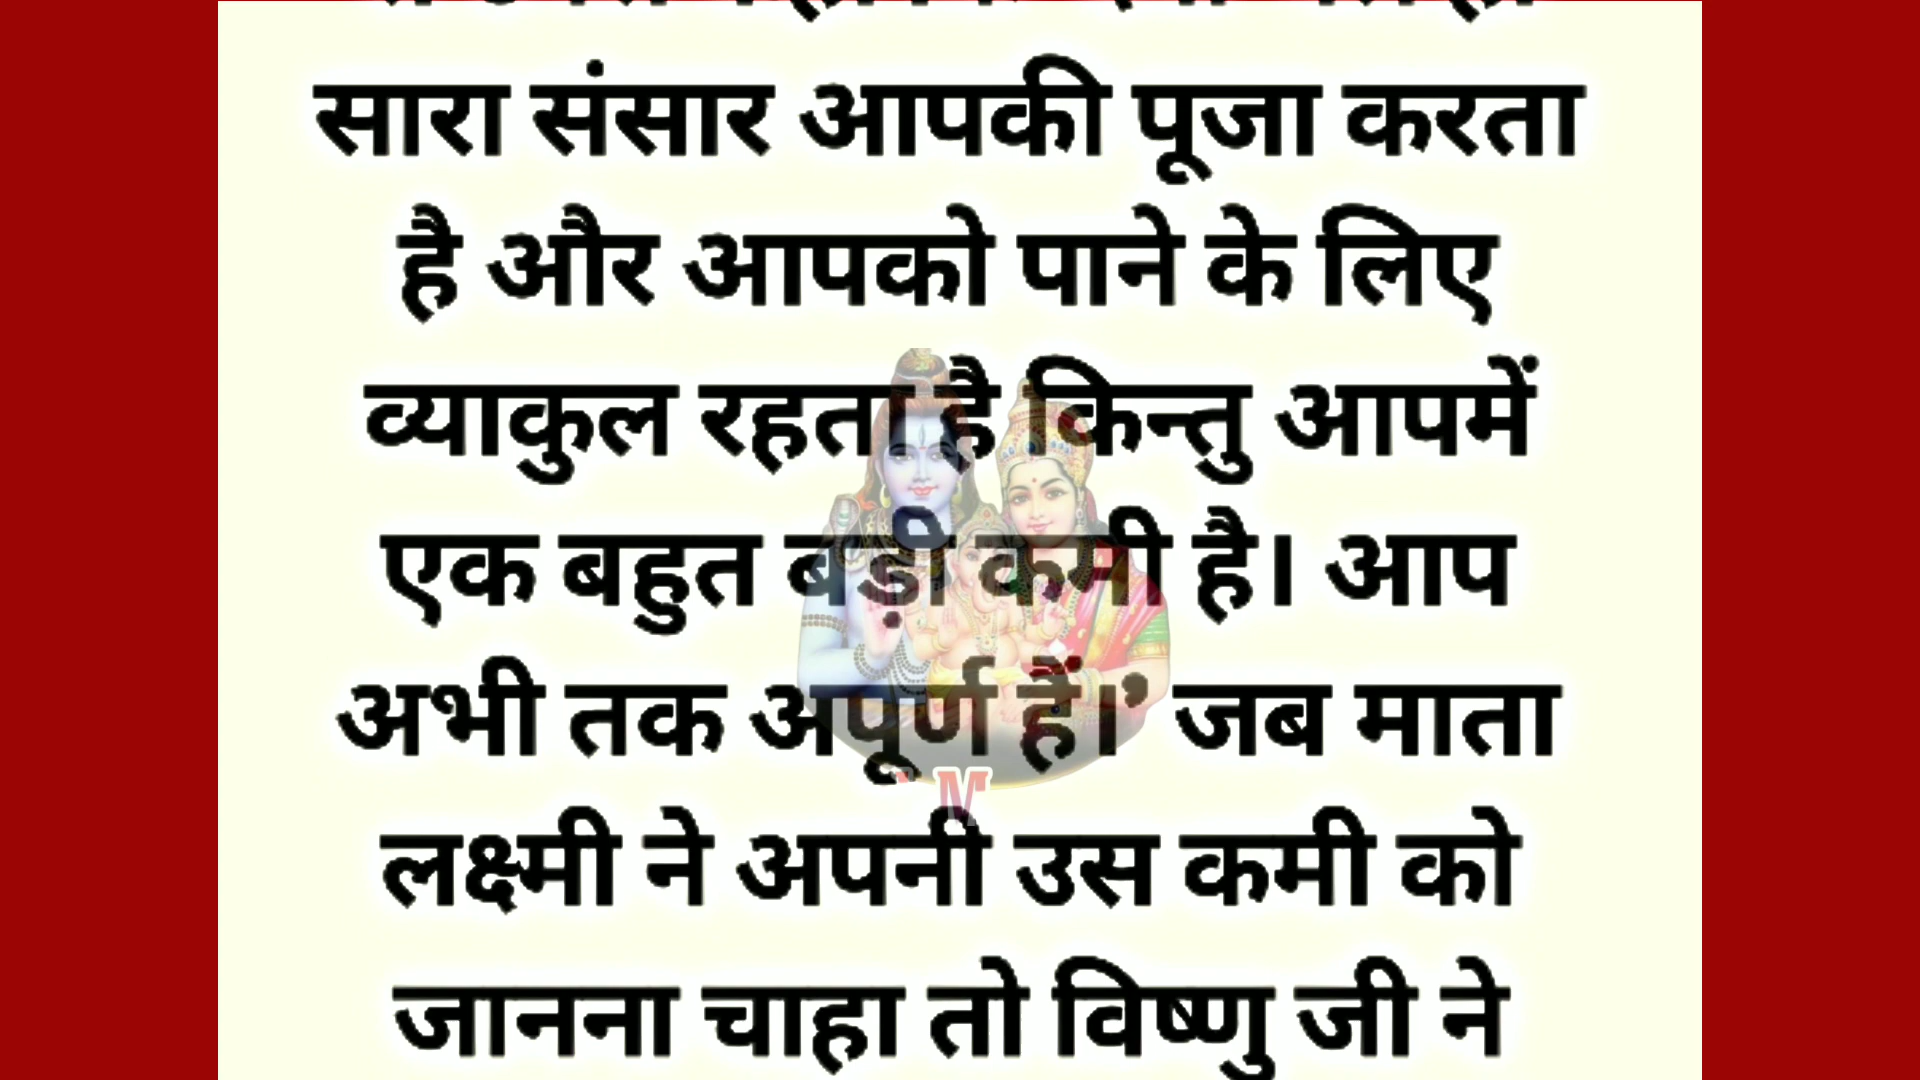 सारा संसार आपकी पूजा करता
है और आपको पाने के लिए
व्याकुल रहता है ।किन्तु आपमें
एक बहुत बड़ी कमी है। आप
अभी तक अपूर्ण हैं।’ जब माता
लक्ष्मी ने अपनी उस कमी को
जानना चाहा तो विष्णु जी ने
M